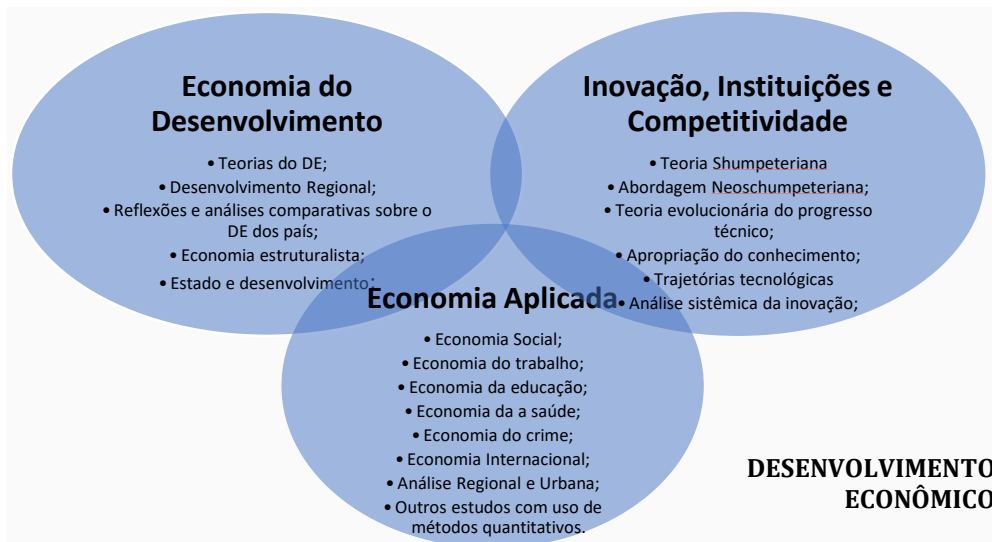 Economia do
Desenvolvimento
• Teorias do DE;
• Desenvolvimento Regional;
• Reflexões e análises comparativas sobre o
DE dos país;
• Economia estruturalista;
• Estado e desenvolvimento;
Inovação, Instituições e
Competitividade
• Teoria Shumpeteriana
• Abordagem Neoschumpeteriana;
• Teoria evolucionária do progresso
técnico;
• Apropriação do conhecimento;
• Trajetórias tecnológicas
• Análise sistêmica da inovação;
Economia Aplicada
• Economia Social;
• Economia do trabalho;
• Economia da educação;
• Economia da a saúde;
• Economia do crime;
• Economia Internacional;
• Análise Regional e Urbana;
• Outros estudos com uso de
métodos quantitativos.
DESENVOLVIMENTO
ECONÔMICO